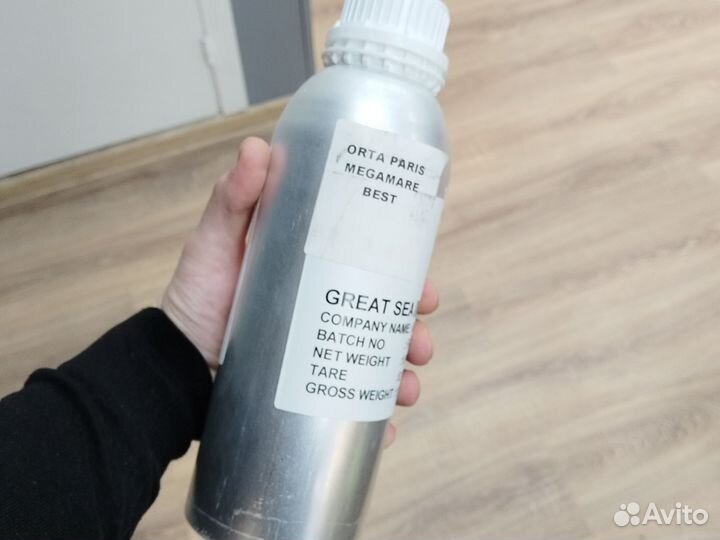 ORTA PARIS
MEGAMARE
BEST
GREAT SEA
COMPANY NAME
BATCH NO
NET WEIGHT
TARE
GROSS WEIGHT
Avito